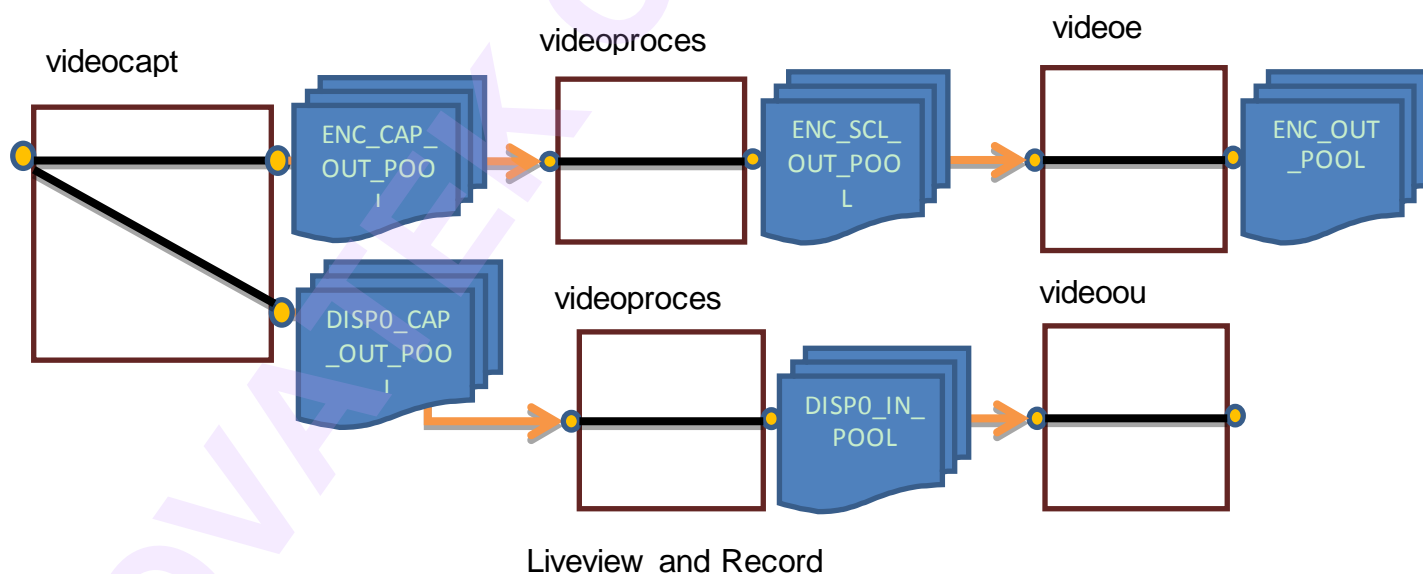 videocapt
videoproces
videoe
ENC_CAP_
OUT_POO
ENC_SCL_
OUT_POO
L
ENC_OUT
_POOL
videoproces
videoou
DISP0_CAP
_OUT_POO
DISP0_IN_
POOL
Liveview and Record